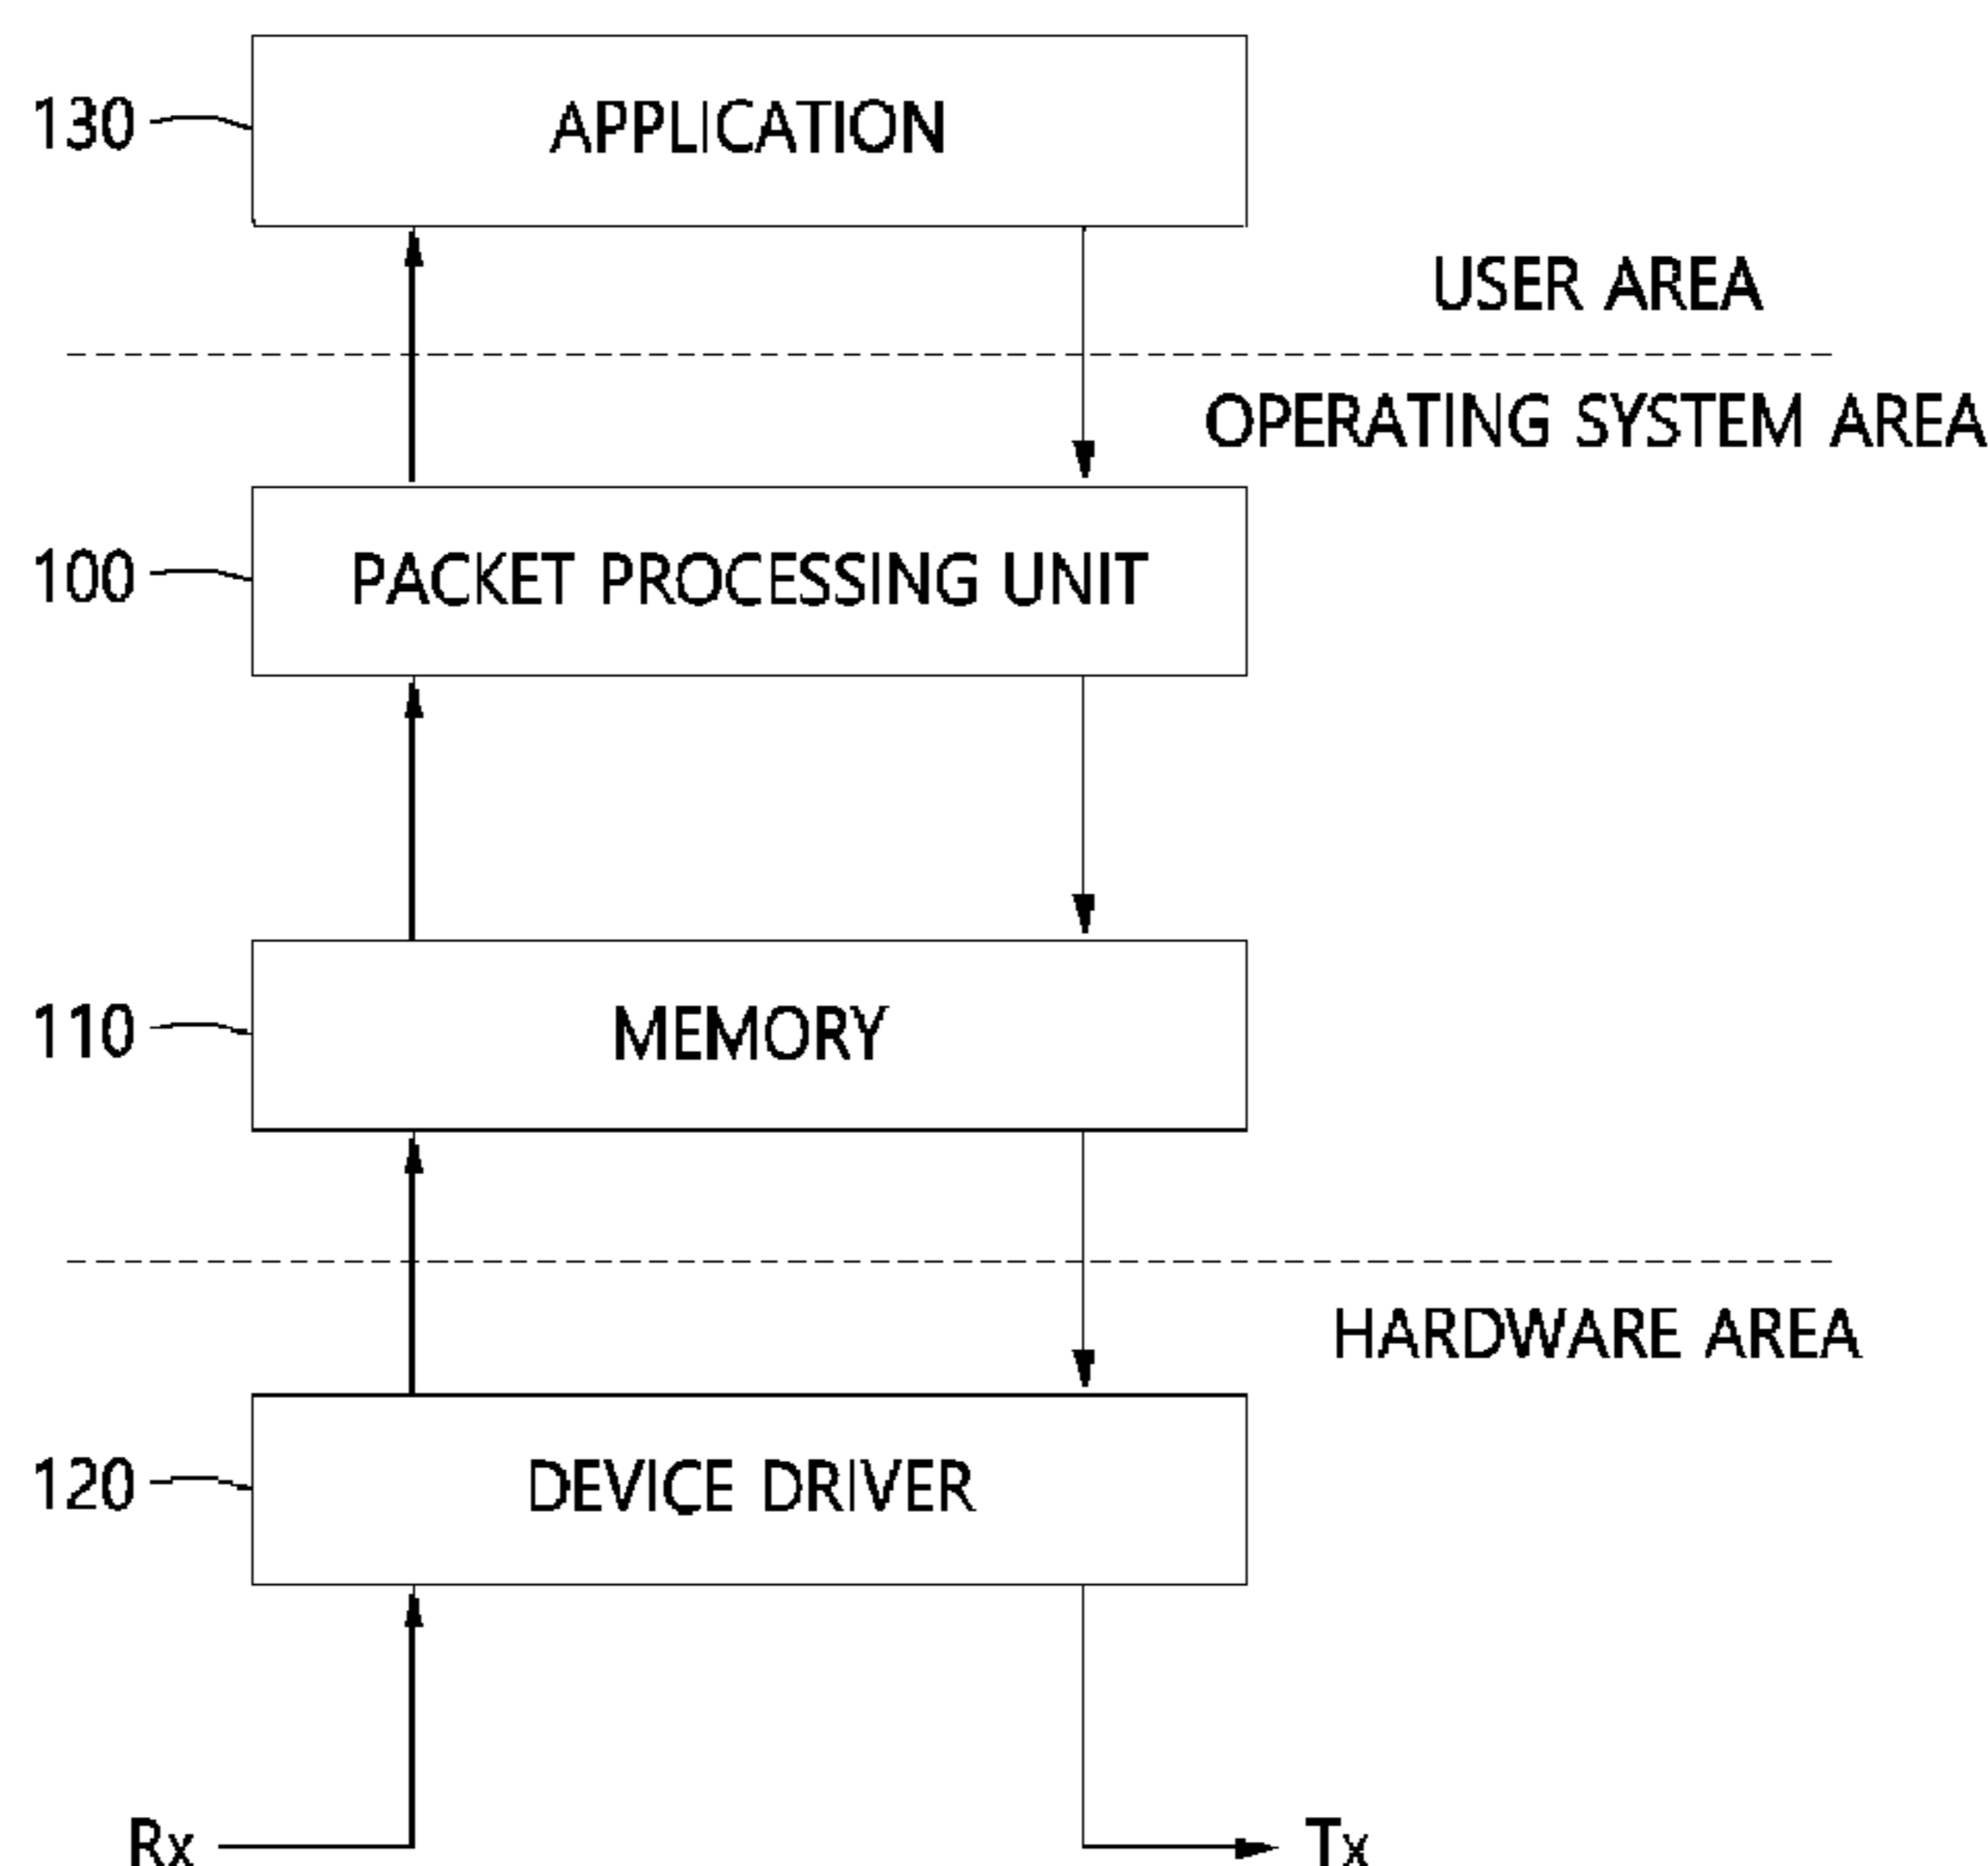 130 APPLICATION
USER AREA
OPERATING SYSTEM AREA
100 PACKET PROCESSING UNIT
110 MEMORY
HARDWARE AREA
120 DEVICE DRIVER
Rx Tx